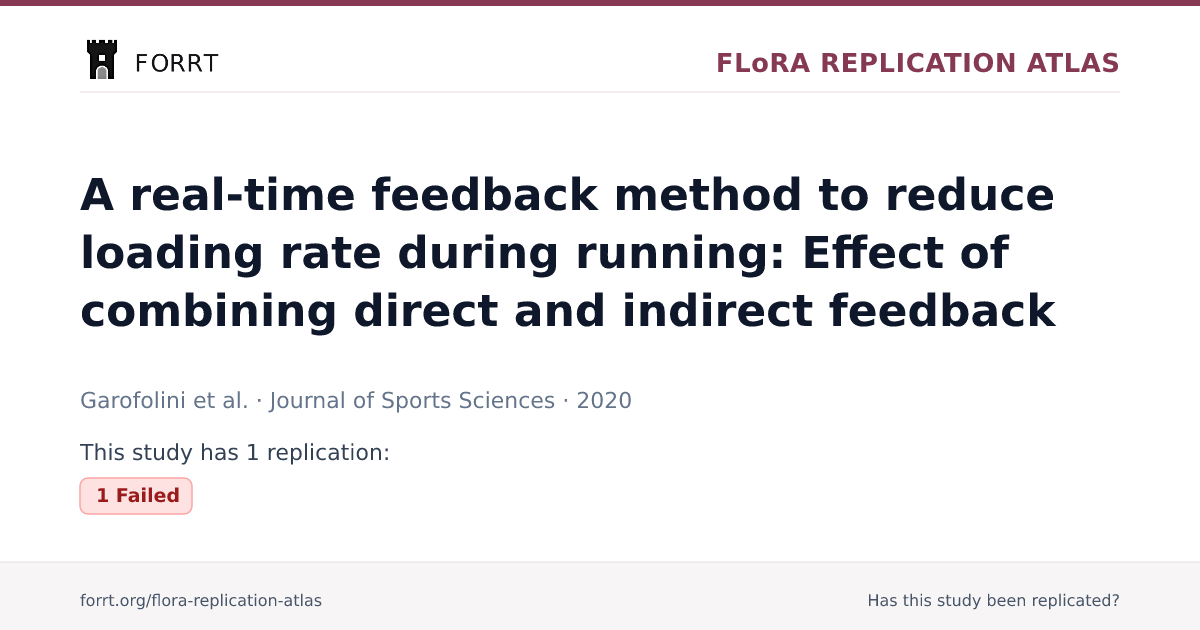 FORRT
FLoRA REPLICATION ATLAS
A real-time feedback method to reduce
loading rate during running: Effect of
combining direct and indirect feedback
Garofolini et al. · Journal of Sports Sciences · 2020
This study has 1 replication:
1 Failed
forrt.org/flora-replication-atlas
Has this study been replicated?